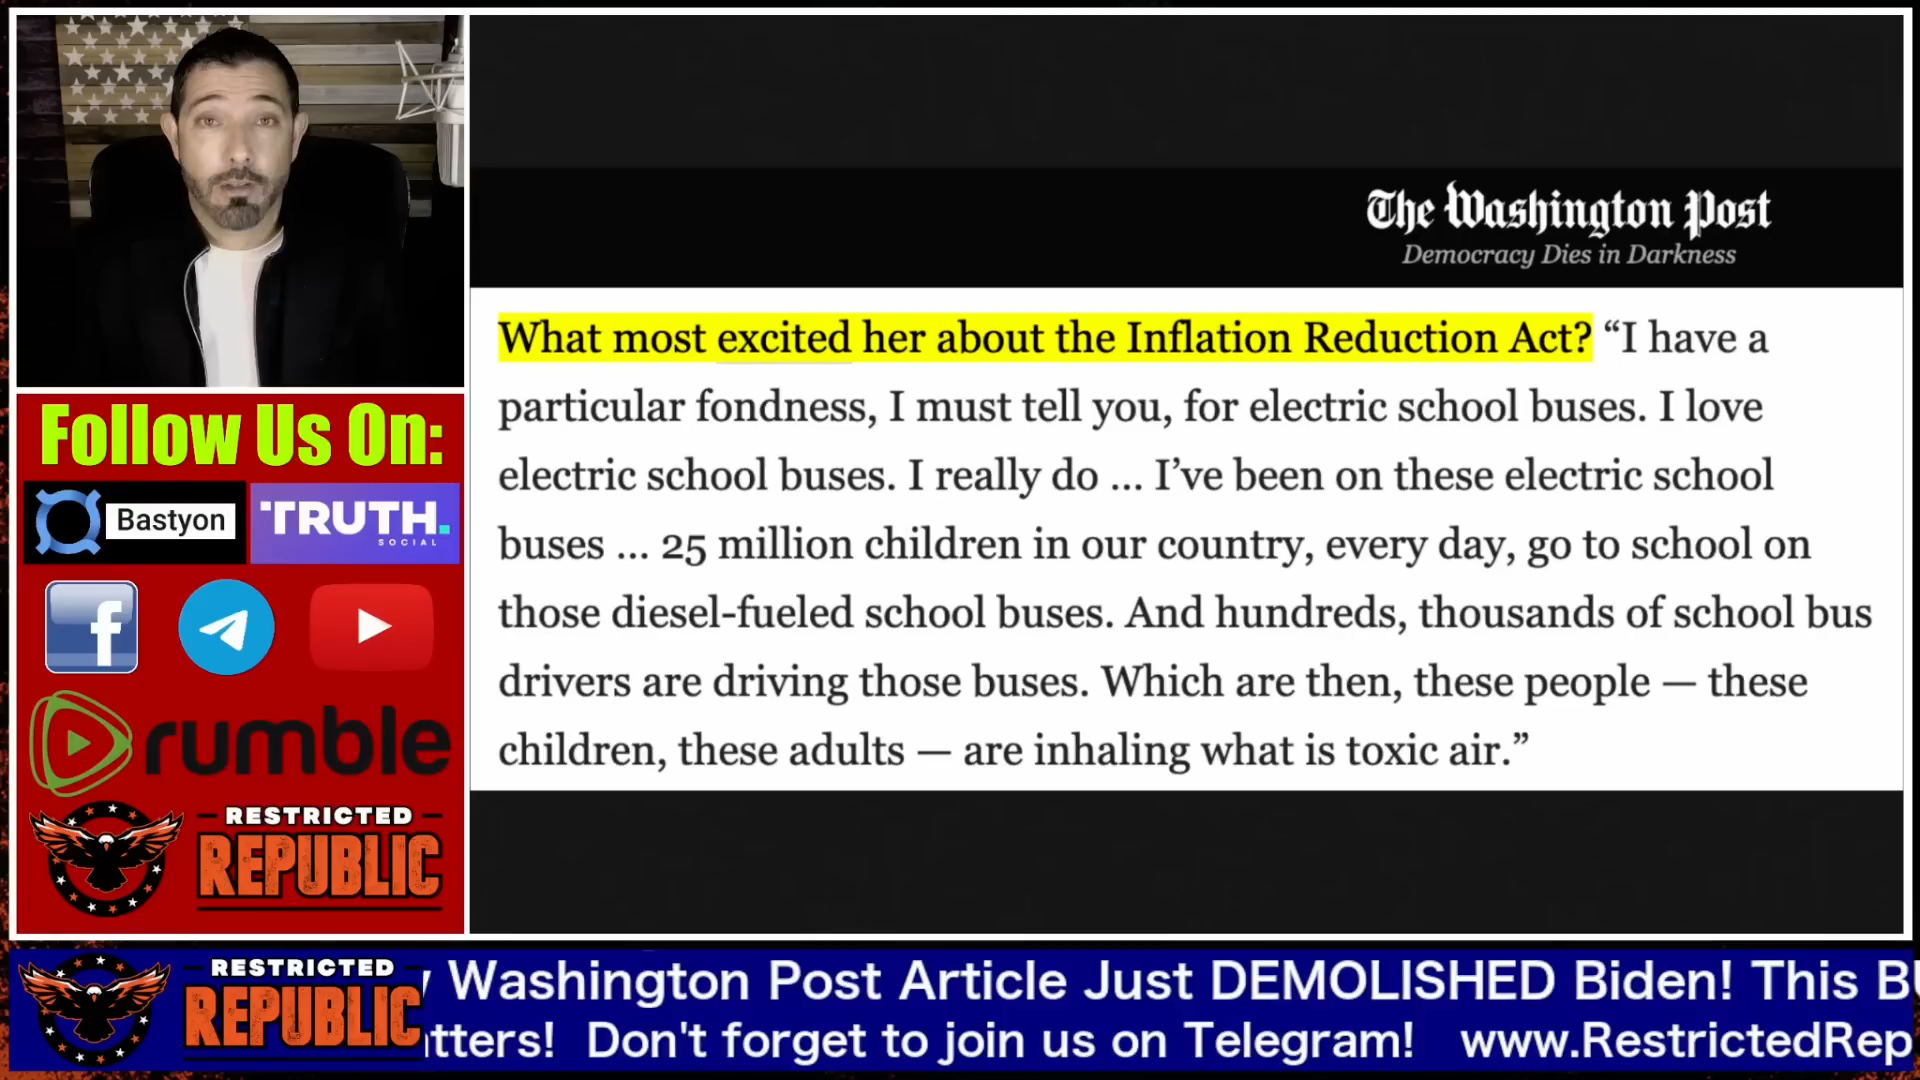 The Washington Post
Democracy Dies in Darkness
What most excited her about the Inflation Reduction Act? “I have a
particular fondness, I must tell you, for electric school buses. I love
electric school buses. I really do ... I’ve been on these electric school
buses ... 25 million children in our country, every day, go to school on
those diesel-fueled school buses. And hundreds, thousands of school bus
drivers are driving those buses. Which are then, these people — these
children, these adults — are inhaling what is toxic air.”
Follow Us On:
Bastyon
TRUTH.
SOCIAL
f
rumble
RESTRICTED
REPUBLIC
RESTRICTED
REPUBLIC
y Washington Post Article Just DEMOLISHED Biden! This BU
atters! Don't forget to join us on Telegram! www.RestrictedRep